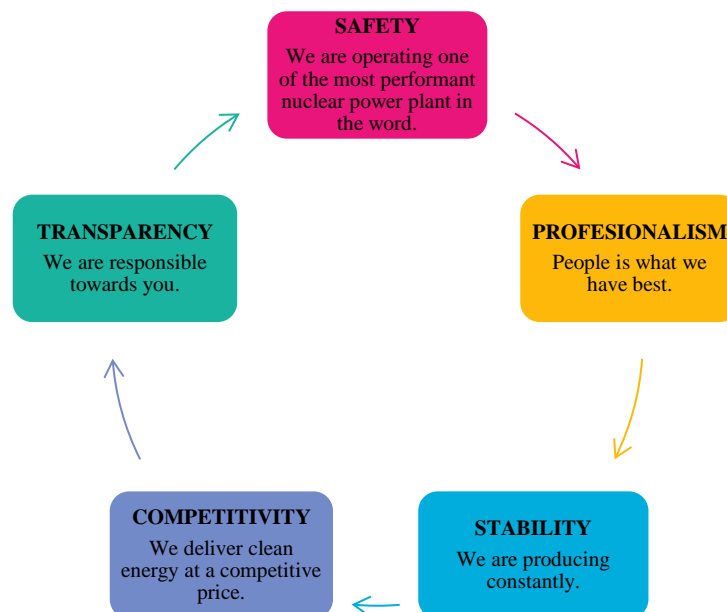 SAFETY
We are operating one
of the most performant
nuclear power plant in
the word.
TRANSPARENCY
We are responsible
towards you.
PROFESIONALISM
People is what we
have best.
COMPETITIVITY
We deliver clean
energy at a competitive
price.
STABILITY
We are producing
constantly.